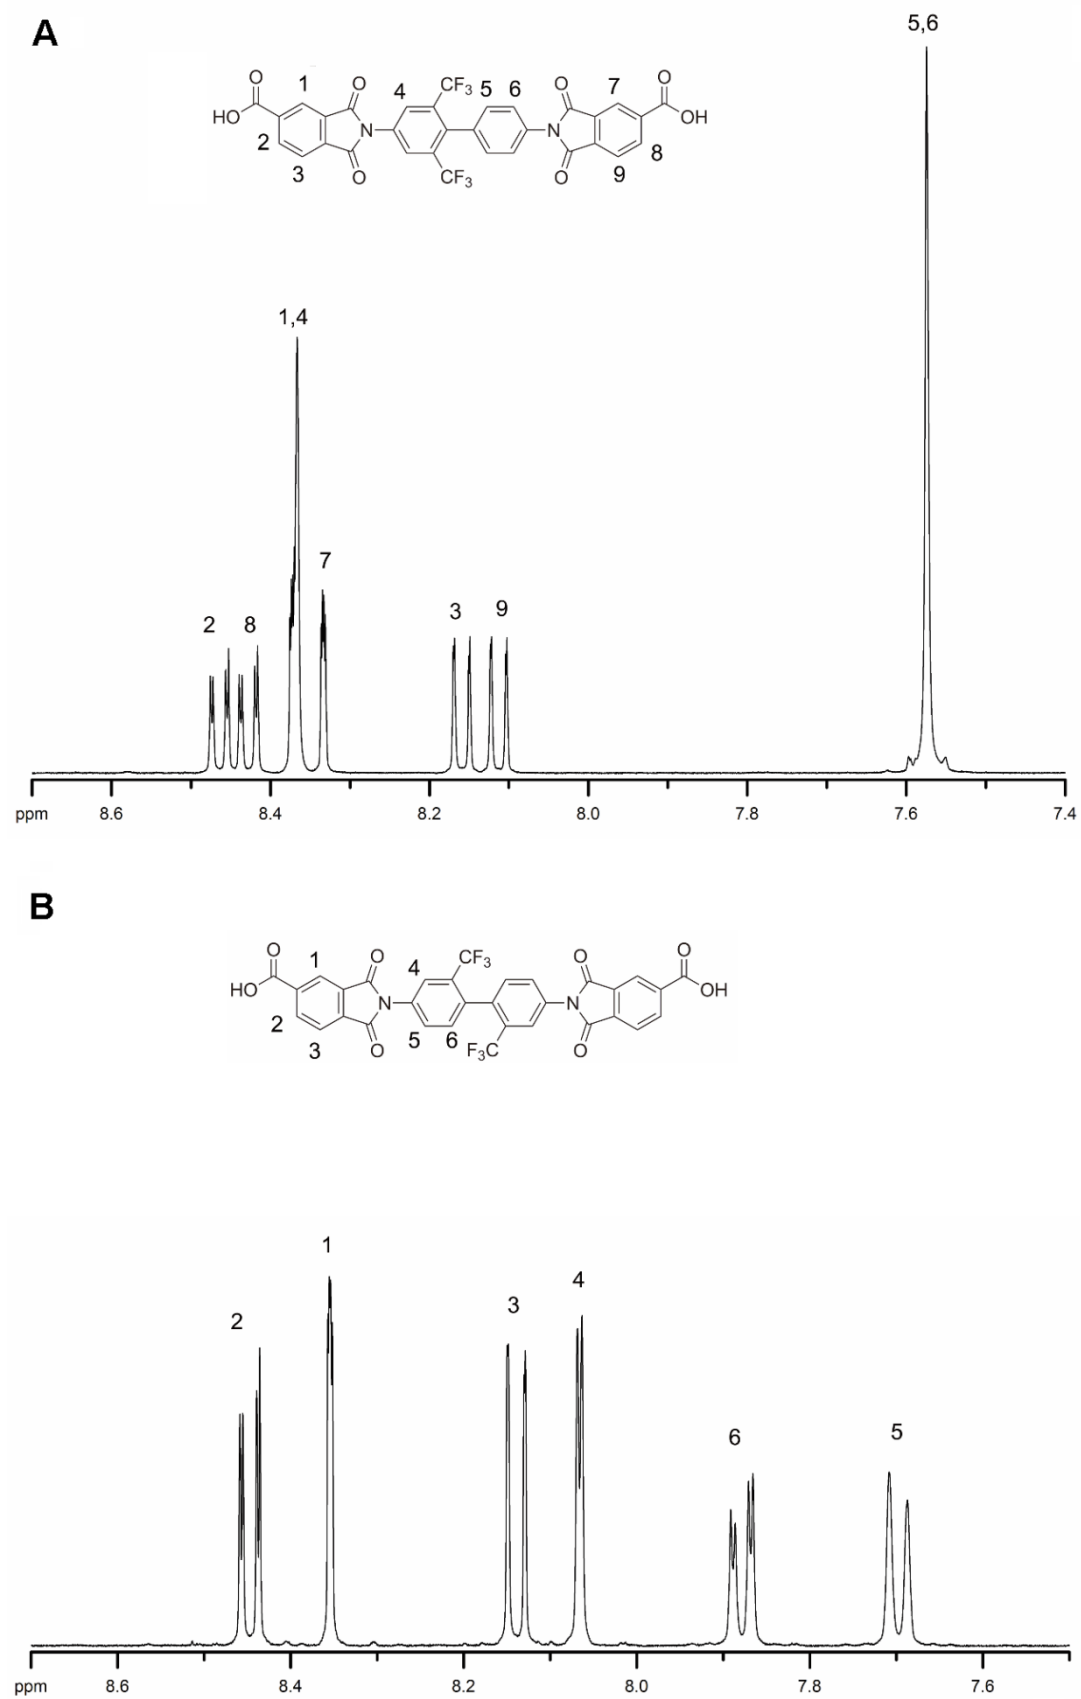 A
5,6
O 1 O 4 CF3 5 6 O 7 O
HO N N OH
2 8
3 O CF3 O 9
1,4
7
2 8 3 9
ppm 8.6 8.4 8.2 8.0 7.8 7.6 7.4
B
O 1 O 4 CF3 O O
HO N N OH
2 5 6
3 O F3C O
1
2 3 4
6 5
ppm 8.6 8.4 8.2 8.0 7.8 7.6